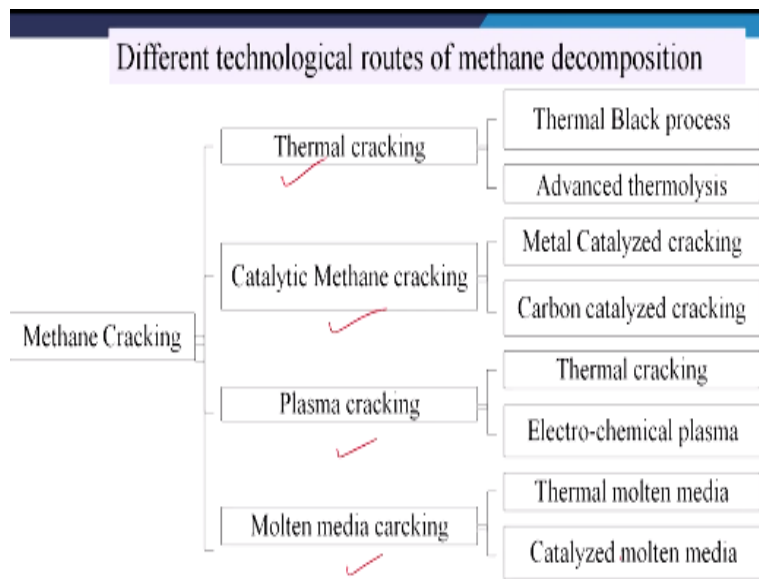 Different technological routes of methane decomposition
Thermal Black process
Thermal cracking
Advanced thermolysis
Metal Catalyzed cracking
Catalytic Methane cracking
Carbon catalyzed cracking
Methane Cracking
Thermal cracking
Plasma cracking
Electro-chemical plasma
Thermal molten media
Molten media carcking
Catalyzed molten media